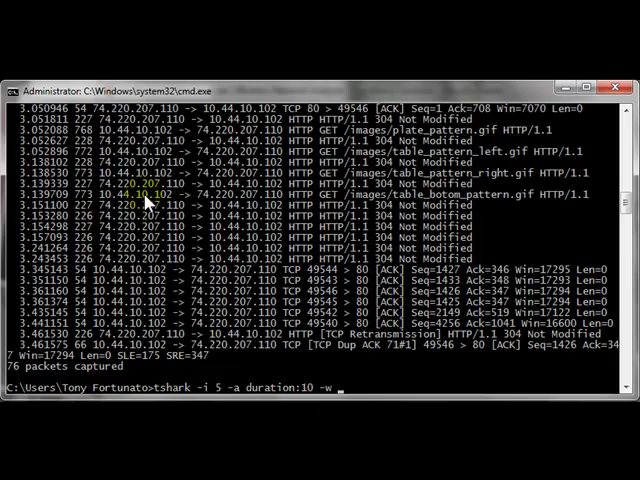 Administrator: C:\Windows\system32\cmd.exe
3.050946 54 74.220.207.110 -> 10.44.10.102 TCP 80 > 49546 [ACK] Seq=1 Ack=708 Win=7070 Len=0
3.051811 227 74.220.207.110 -> 10.44.10.102 HTTP HTTP/1.1 304 Not Modified
3.052088 768 10.44.10.102 -> 74.220.207.110 HTTP GET /images/plate_pattern.gif HTTP/1.1
3.052627 228 74.220.207.110 -> 10.44.10.102 HTTP HTTP/1.1 304 Not Modified
3.052886 772 10.44.10.102 -> 74.220.207.110 HTTP GET /images/table_pattern_left.gif HTTP/1.1
3.138102 228 74.220.207.110 -> 10.44.10.102 HTTP HTTP/1.1 304 Not Modified
3.138530 773 10.44.10.102 -> 74.220.207.110 HTTP GET /images/table_pattern_right.gif HTTP/1.1
3.139339 227 74.220.207.110 -> 10.44.10.102 HTTP HTTP/1.1 304 Not Modified
3.139709 773 10.44.10.102 -> 74.220.207.110 HTTP GET /images/table_botom_pattern.gif HTTP/1.1
3.151100 227 74.220.207.110 -> 10.44.10.102 HTTP HTTP/1.1 304 Not Modified
3.153280 226 74.220.207.110 -> 10.44.10.102 HTTP HTTP/1.1 304 Not Modified
3.154298 227 74.220.207.110 -> 10.44.10.102 HTTP HTTP/1.1 304 Not Modified
3.157093 226 74.220.207.110 -> 10.44.10.102 HTTP HTTP/1.1 304 Not Modified
3.241264 226 74.220.207.110 -> 10.44.10.102 HTTP HTTP/1.1 304 Not Modified
3.243453 226 74.220.207.110 -> 10.44.10.102 HTTP HTTP/1.1 304 Not Modified
3.345143 54 10.44.10.102 -> 74.220.207.110 TCP 49544 > 80 [ACK] Seq=1427 Ack=346 Win=17295 Len=0
3.351061 54 10.44.10.102 -> 74.220.207.110 TCP 49543 > 80 [ACK] Seq=1433 Ack=348 Win=17293 Len=0
3.351160 54 10.44.10.102 -> 74.220.207.110 TCP 49545 > 80 [ACK] Seq=1426 Ack=346 Win=17295 Len=0
3.361374 54 10.44.10.102 -> 74.220.207.110 TCP 49546 > 80 [ACK] Seq=1425 Ack=347 Win=17294 Len=0
3.435145 54 10.44.10.102 -> 74.220.207.110 TCP 49542 > 80 [ACK] Seq=2149 Ack=519 Win=17122 Len=0
3.441151 54 10.44.10.102 -> 74.220.207.110 TCP 49540 > 80 [ACK] Seq=4256 Ack=1041 Win=16600 Len=0
3.461530 226 74.220.207.110 -> 10.44.10.102 HTTP [TCP Retransmission] HTTP/1.1 304 Not Modified
3.461575 66 10.44.10.102 -> 74.220.207.110 TCP [TCP Dup ACK 71#1] 49546 > 80 [ACK] Seq=1426 Ack=34
7 Win=17294 Len=0 SLE=175 SRE=347
76 packets captured
C:\Users\Tony Fortunato>tshark -i 5 -a duration:10 -w _